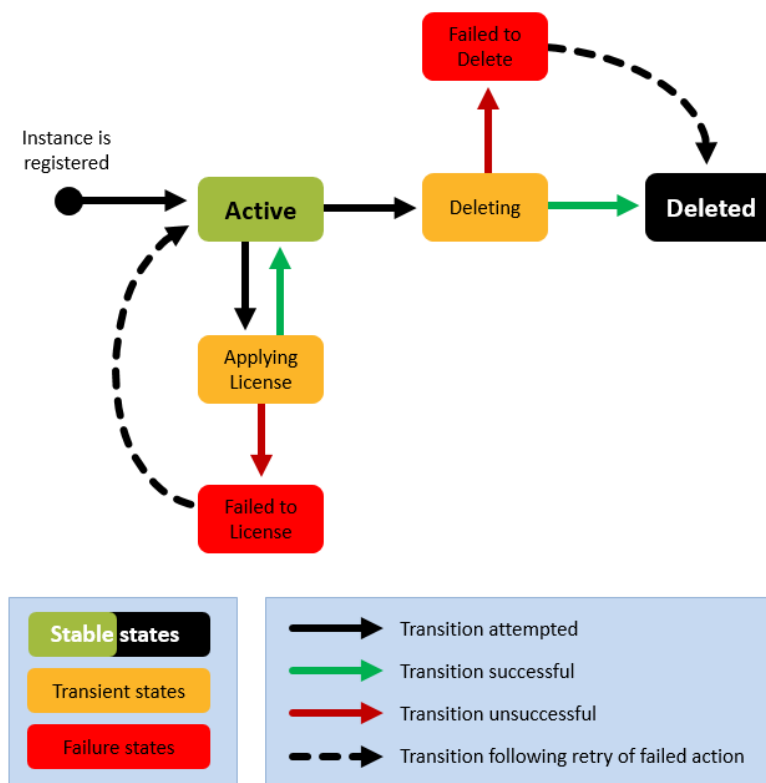 Failed to
Delete
Instance is
registered
Active
Deleting
Deleted
Applying
License
Failed to
License
Stable states
Transient states
Failure states
Transition attempted
Transition successful
Transition unsuccessful
Transition following retry of failed action